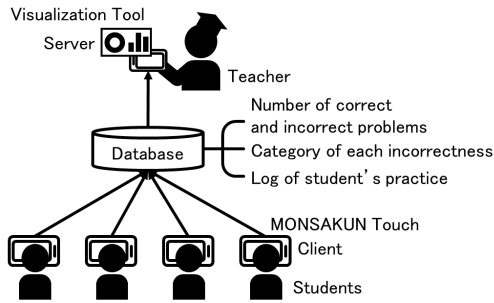 Visualization Tool
Server
Teacher
Number of correct
and incorrect problems
Database
Category of each incorrectness
Log of student's practice
MONSAKUN Touch
Client
Students